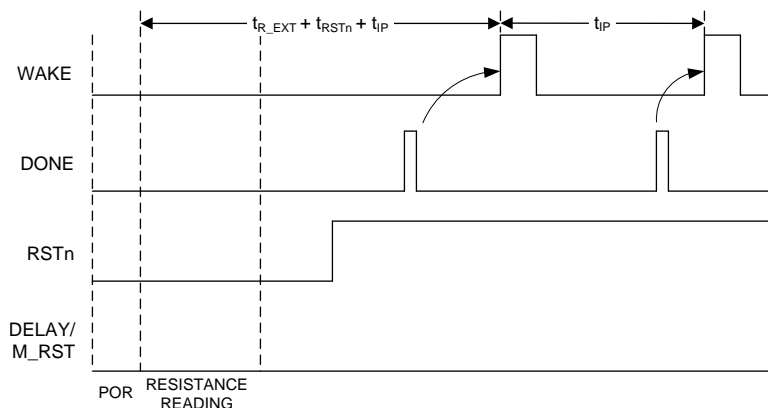 tR_EXT + tRSTn + tIP
tIP
WAKE
DONE
RSTn
DELAY/
M_RST
POR
RESISTANCE
READING